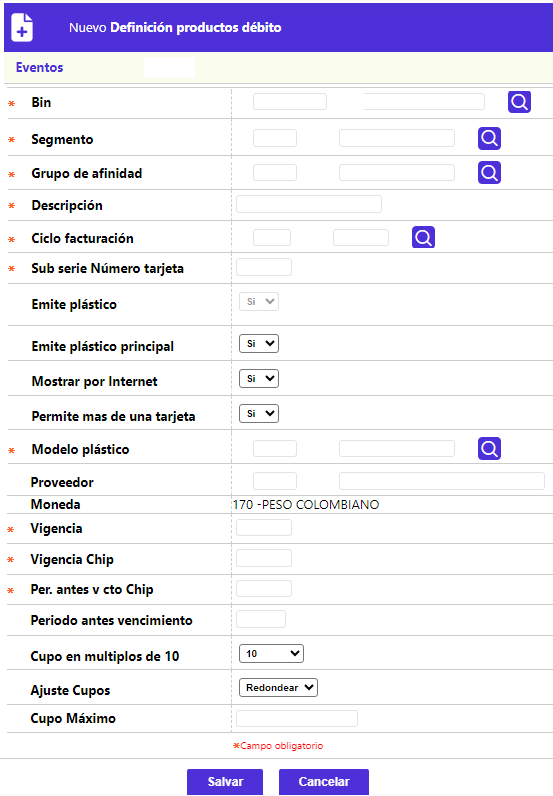 Nuevo Definición productos débito
Eventos
* Bin
* Segmento
* Grupo de afinidad
* Descripción
* Ciclo facturación
* Sub serie Número tarjeta
Emite plástico Si
Emite plástico principal Si
Mostrar por Internet Si
Permite mas de una tarjeta Si
* Modelo plástico
Proveedor
Moneda 170 -PESO COLOMBIANO
* Vigencia
* Vigencia Chip
* Per. antes v cto Chip
Periodo antes vencimiento
Cupo en multiplos de 10 10
Ajuste Cupos Redondear
Cupo Máximo
*Campo obligatorio
Salvar Cancelar